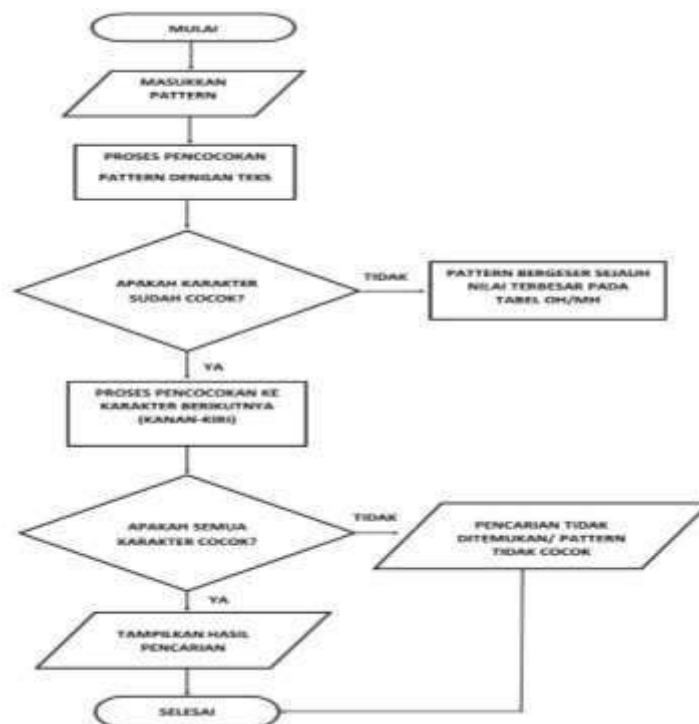 MULAI
MASUKKAN
PATTERN
PROSES PENCOCOKAN
PATTERN DENGAN TEKS
APAKAH KARAKTER
SUDAH COCOK?
TIDAK
PATTERN BERGESER SEJAUH
NILAI TERBESAR PADA
TABEL OH/MH
YA
PROSES PENCOCOKAN KE
KARAKTER BERIKUTNYA
(KANAN-KIRI)
APAKAH SEMUA
KARAKTER COCOK?
TIDAK
PENCARIAN TIDAK
DITEMUKAN/ PATTERN
TIDAK COCOK
YA
TAMPILKAN HASIL
PENCARIAN
SELESAI